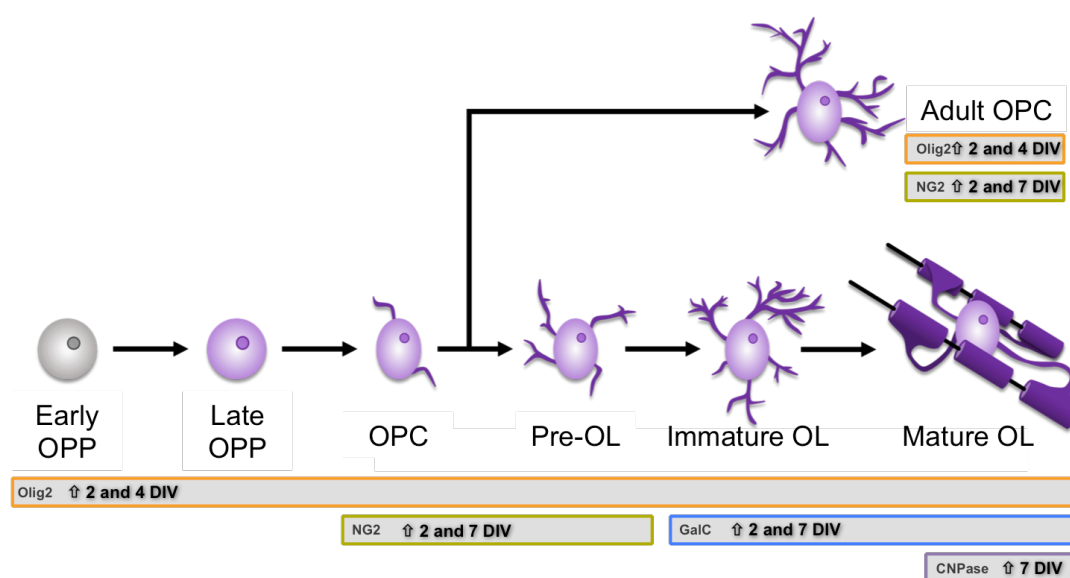 Adult OPC
Olig2⇧ 2 and 4 DIV
NG2 ⇧ 2 and 7 DIV
Early
OPP
Late
OPP
OPC
Pre-OL
Immature OL
Mature OL
Olig2 ⇧ 2 and 4 DIV
NG2 ⇧ 2 and 7 DIV
GalC ⇧ 2 and 7 DIV
CNPase ⇧ 7 DIV